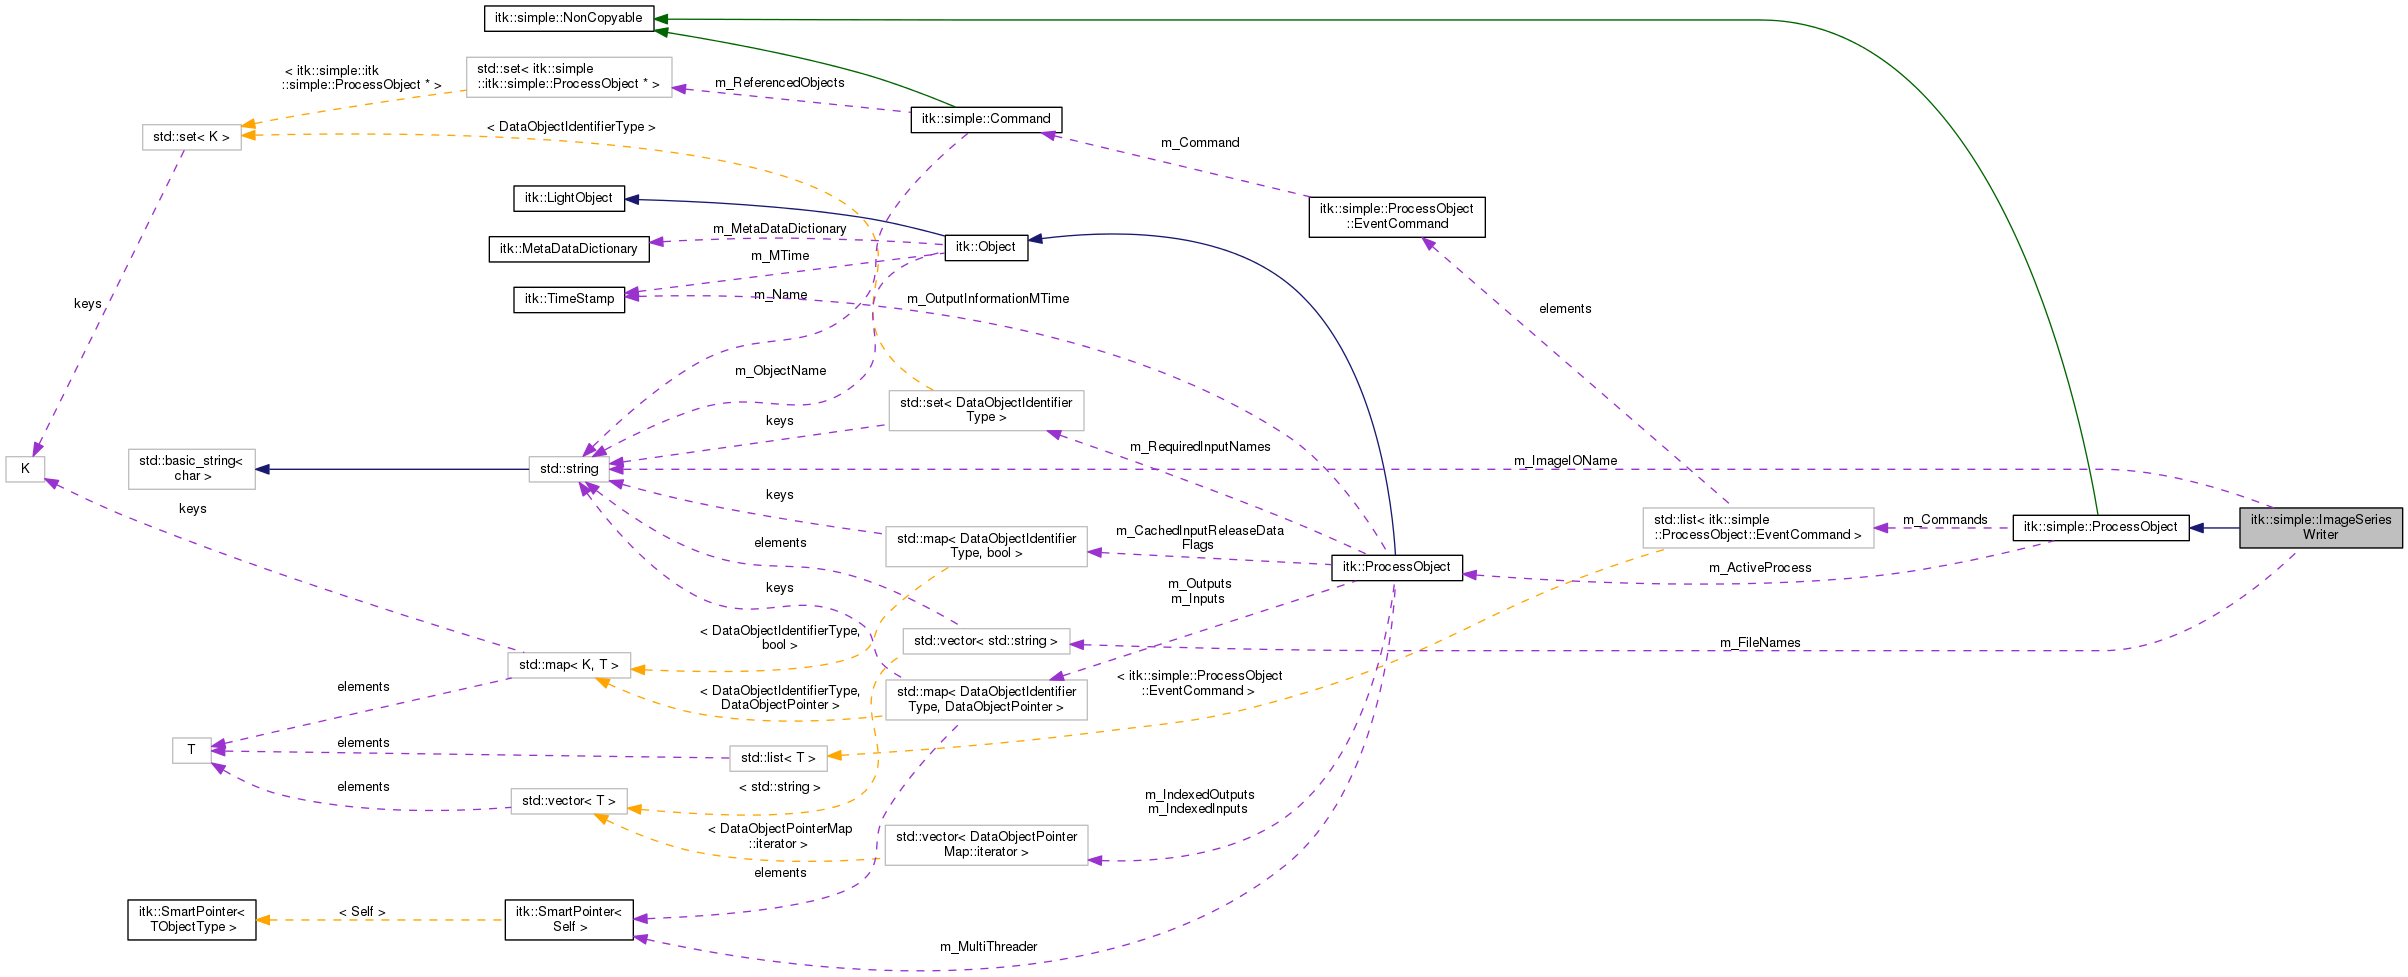 itk::simple::NonCopyable
< itk::simple::itk
::simple::ProcessObject * >
std::set< itk::simple
::itk::simple::ProcessObject * >
m_ReferencedObjects
itk::simple::Command
std::set< K >
< DataObjectIdentifierType >
m_Command
itk::LightObject
itk::simple::ProcessObject
::EventCommand
m_MetaDataDictionary
itk::MetaDataDictionary
itk::Object
m_MTime
keys
itk::TimeStamp
m_Name
m_OutputInformationMTime
elements
m_ObjectName
std::set< DataObjectIdentifier
Type >
keys
m_RequiredInputNames
K
std::basic_string<
char >
std::string
m_ImageIOName
keys
keys
std::list< itk::simple
::ProcessObject::EventCommand >
m_Commands
itk::simple::ProcessObject
itk::simple::ImageSeries
Writer
elements
std::map< DataObjectIdentifier
Type, bool >
m_CachedInputReleaseData
Flags
itk::ProcessObject
m_ActiveProcess
keys
m_Outputs
m_Inputs
< DataObjectIdentifierType,
bool >
std::vector< std::string >
m_FileNames
std::map< K, T >
elements
< DataObjectIdentifierType,
DataObjectPointer >
std::map< DataObjectIdentifier
Type, DataObjectPointer >
< itk::simple::ProcessObject
::EventCommand >
T
elements
std::list< T >
elements
< std::string >
std::vector< T >
m_IndexedOutputs
m_IndexedInputs
< DataObjectPointerMap
::iterator >
std::vector< DataObjectPointer
Map::iterator >
elements
itk::SmartPointer<
TObjectType >
< Self >
itk::SmartPointer<
Self >
m_MultiThreader